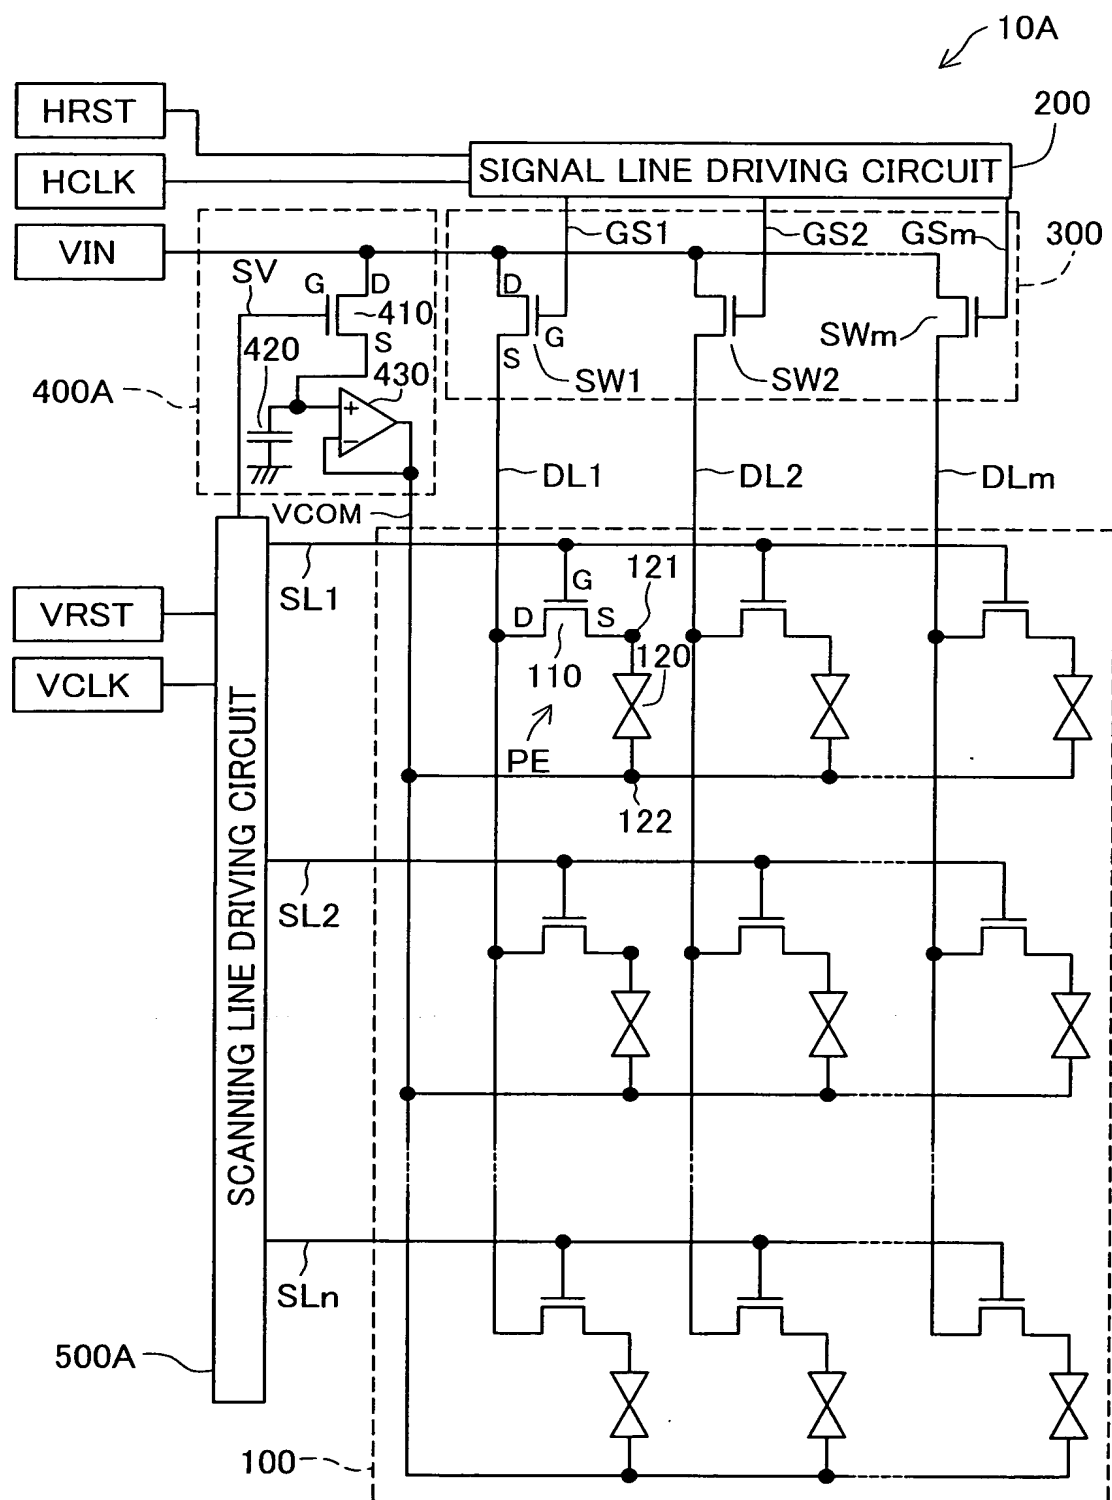 10A
HRST
200
HCLK
SIGNAL LINE DRIVING CIRCUIT
VIN
GS1
GS2
GSm
300
SV
G
D
410
S
D
G
S
SW1
SW2
SWm
420
430
400A
+
−
DL1
DL2
DLm
VCOM
SL1
G
D
S
121
VRST
110
120
VCLK
PE
122
SCANNING LINE DRIVING CIRCUIT
SL2
SLn
500A
100